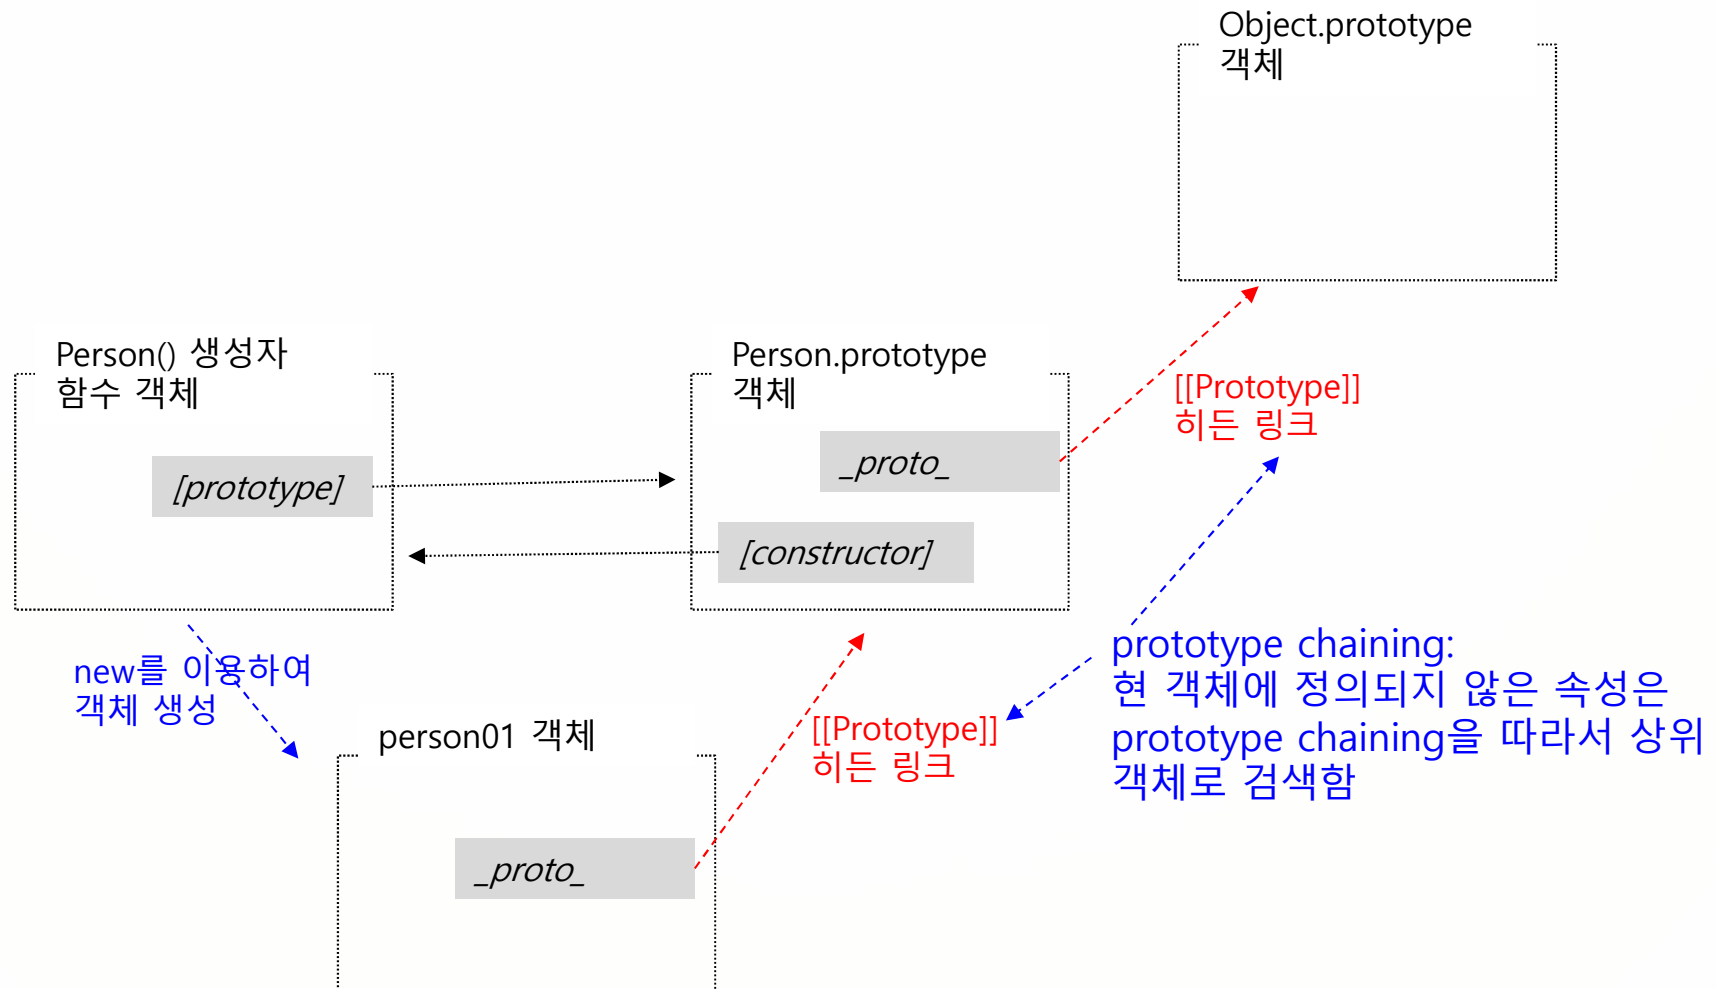 Object.prototype
객체
Person() 생성자
함수 객체
[prototype]
Person.prototype
객체
_proto_
[constructor]
[[Prototype]]
히든 링크
new를 이용하여
객체 생성
person01 객체
_proto_
[[Prototype]]
히든 링크
prototype chaining:
현 객체에 정의되지 않은 속성은
prototype chaining을 따라서 상위
객체로 검색함